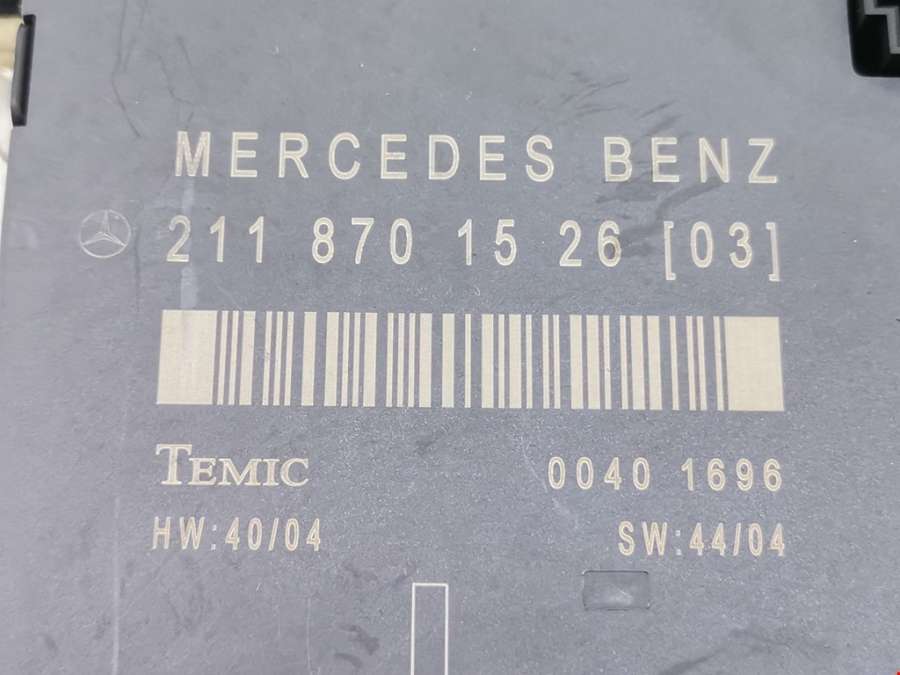 MERCEDES BENZ
211 870 15 26 [03]
TEMIC 0040 1696
HW:40/04 SW:44/04